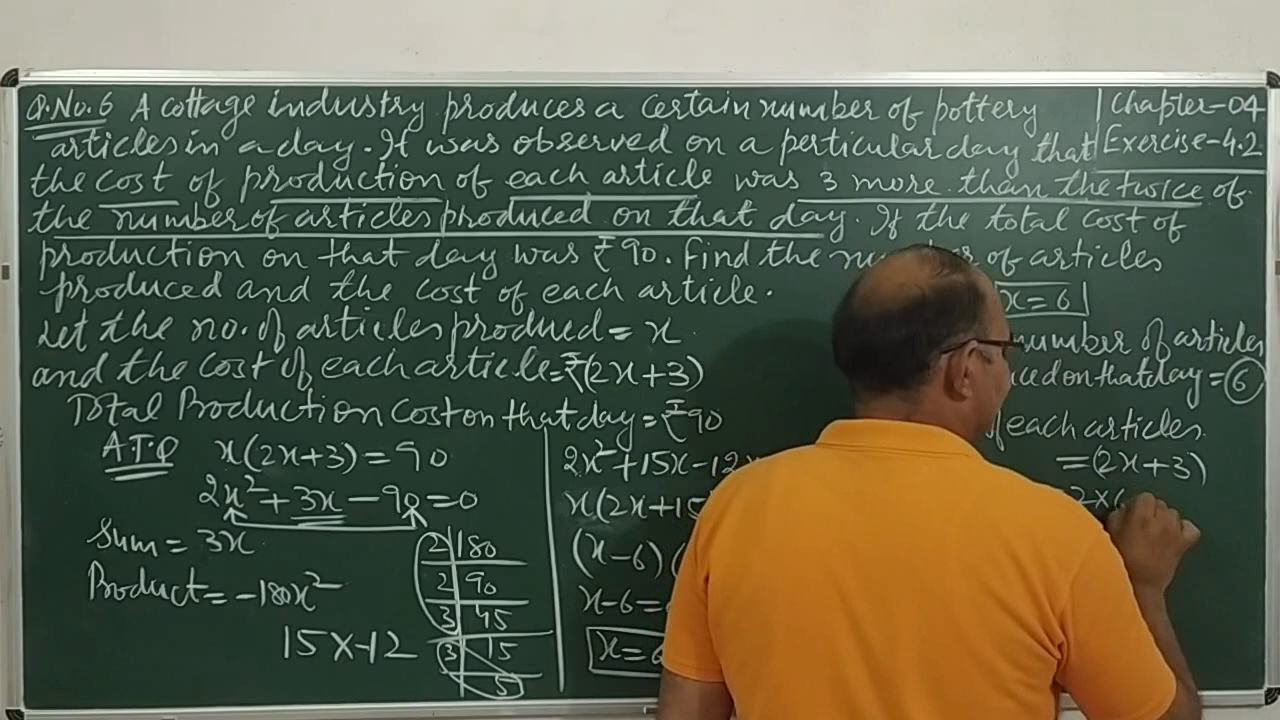 Q.No.6 A cottage industry produces a certain number of pottery
articles in a day. It was observed on a perticular day that
the cost of production of each article was 3 more than the twice of
the number of articles produced on that day. If the total cost of
production on that day was ₹ 90. Find the of articles
produced and the cost of each article.
Let the no. of articles produced = x
and the cost of each article = ₹(2x+3)
Total Production Cost on that day = ₹90
A.T.Q x(2x+3) = 90
2x² + 3x - 90 = 0
Sum = 3x
Product = -180x²
15 x -12
2 180
2 90
3 45
3 15
5
2x² + 15x - 12
x(2x+15
(x-6)(
x-6=
x=6
Chapter-04
Exercise-4.2
x = 6
number of articles
on that day = 6
of each articles
= (2x+3)
2×6